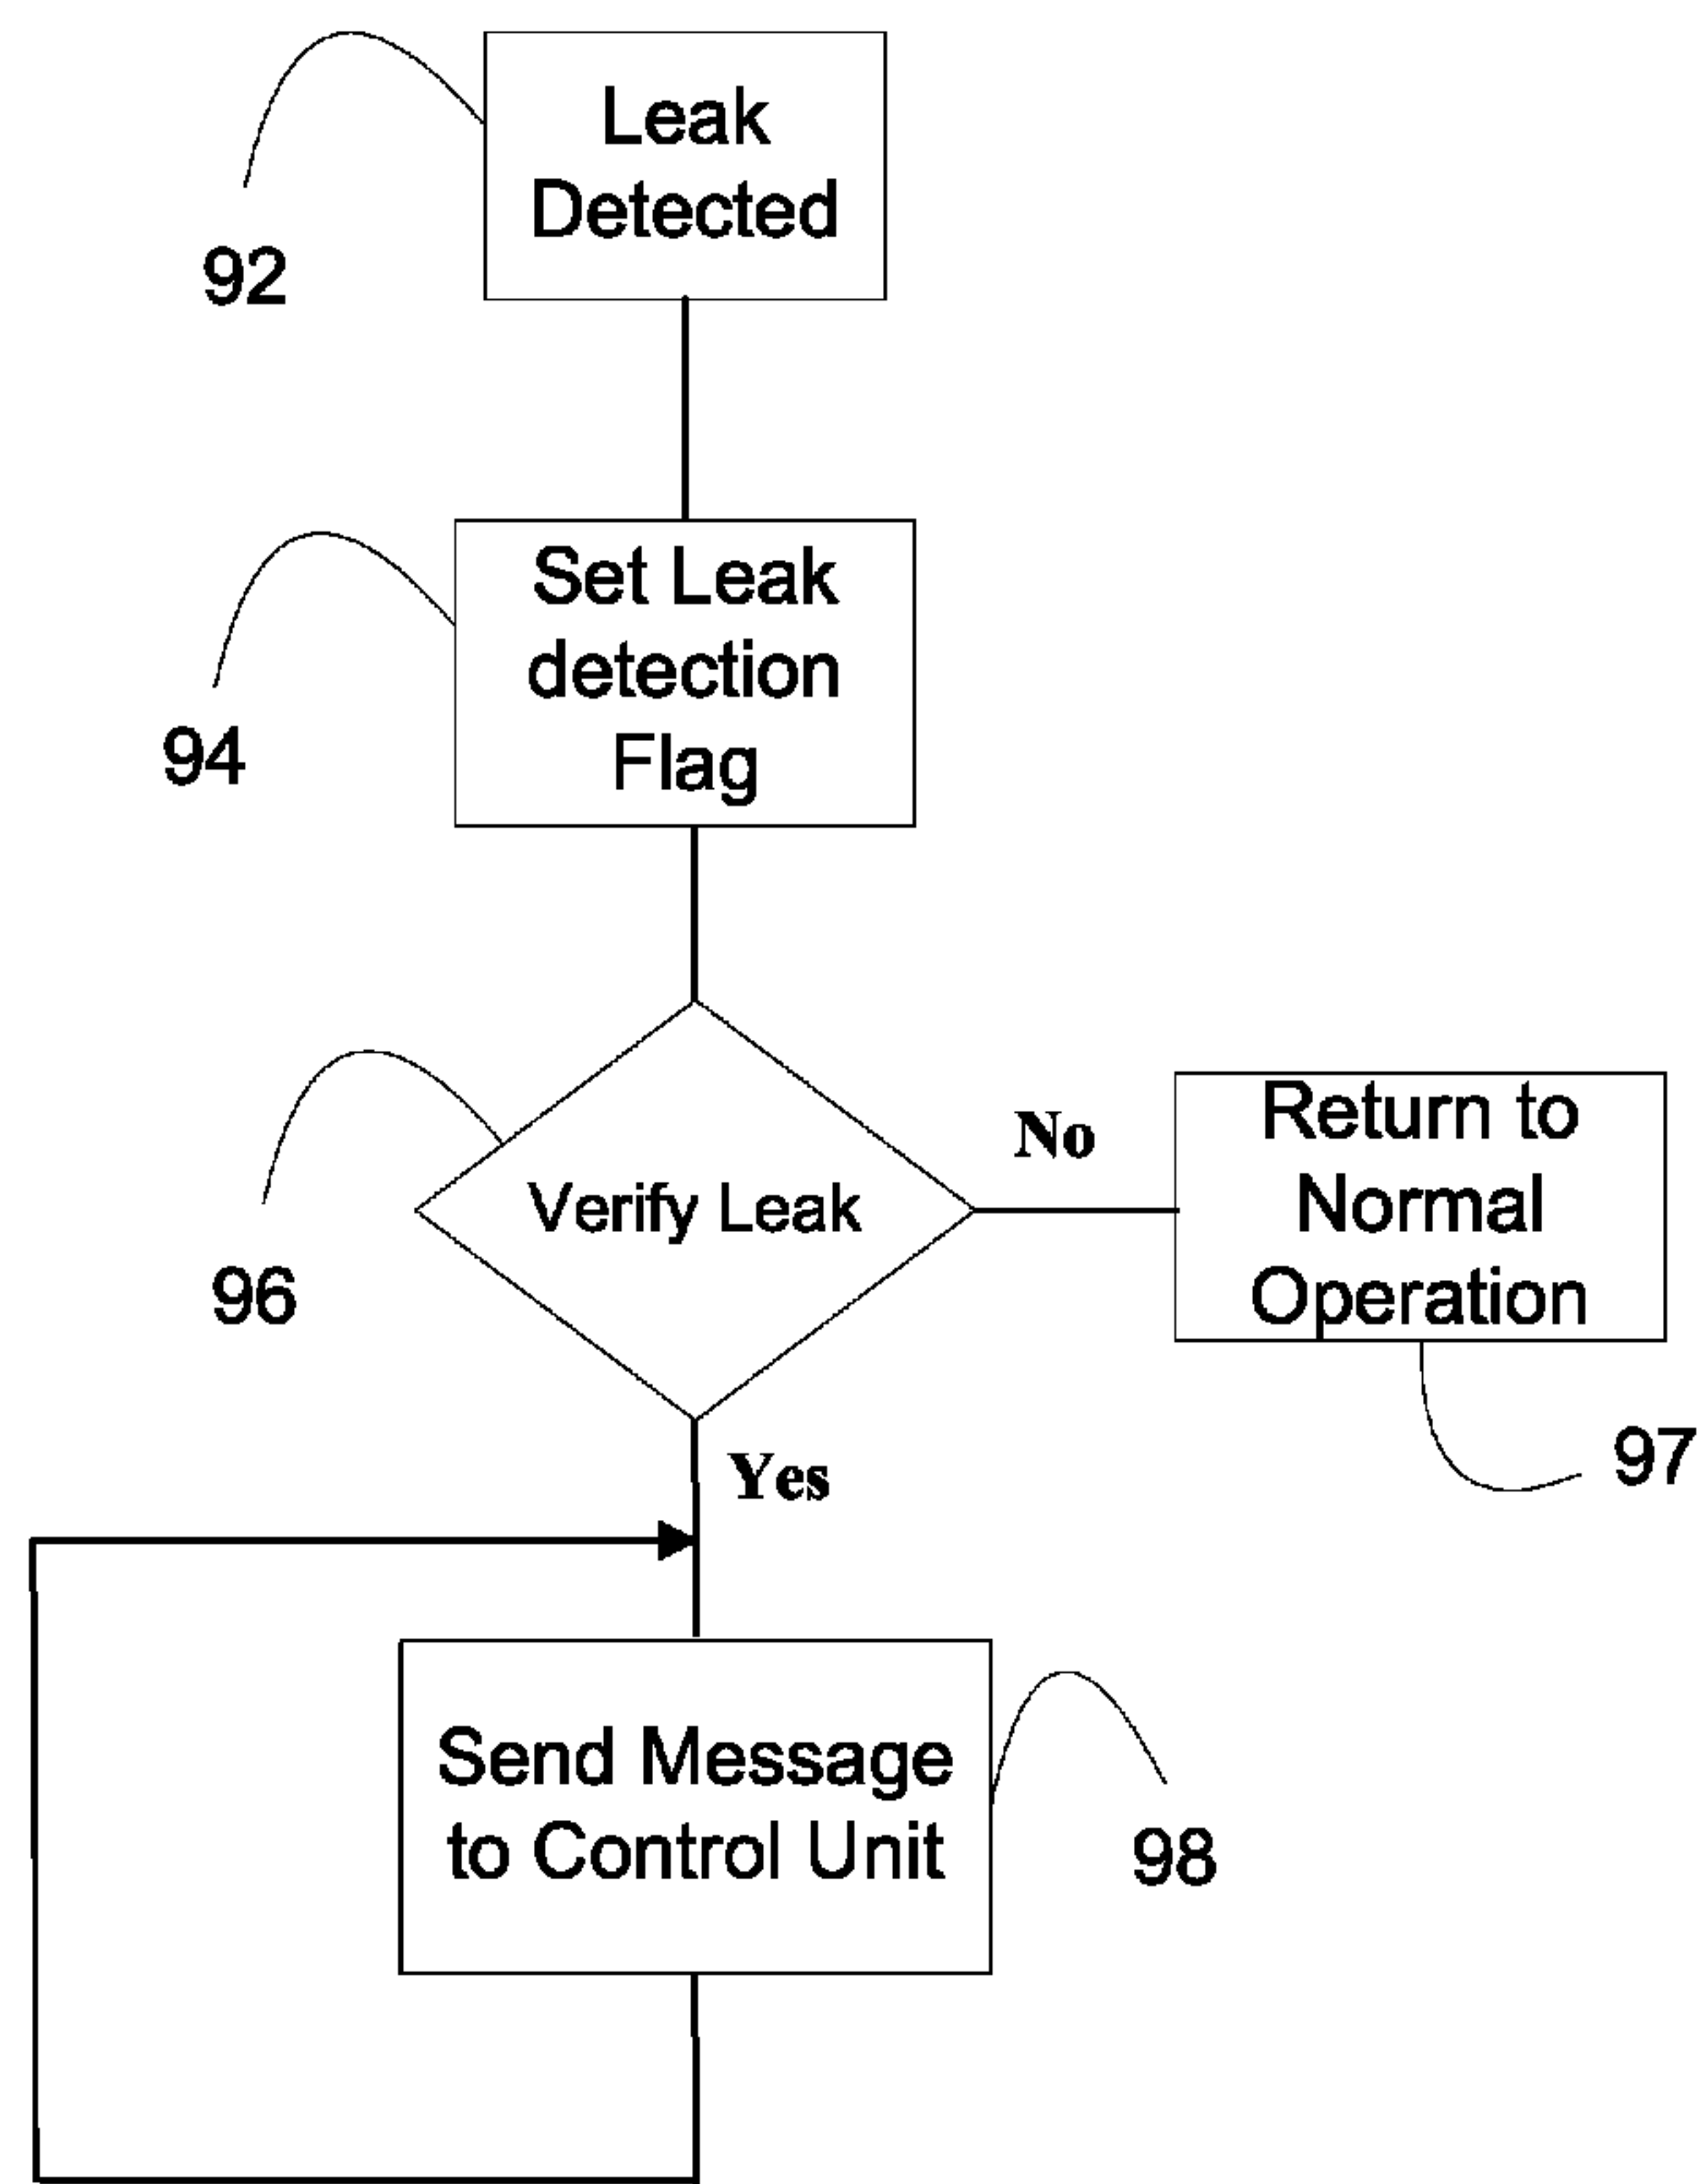 Leak
Detected
92
Set Leak
detection
Flag
94
Verify Leak
96
No
Return to
Normal
Operation
97
Yes
Send Message
to Control Unit
98